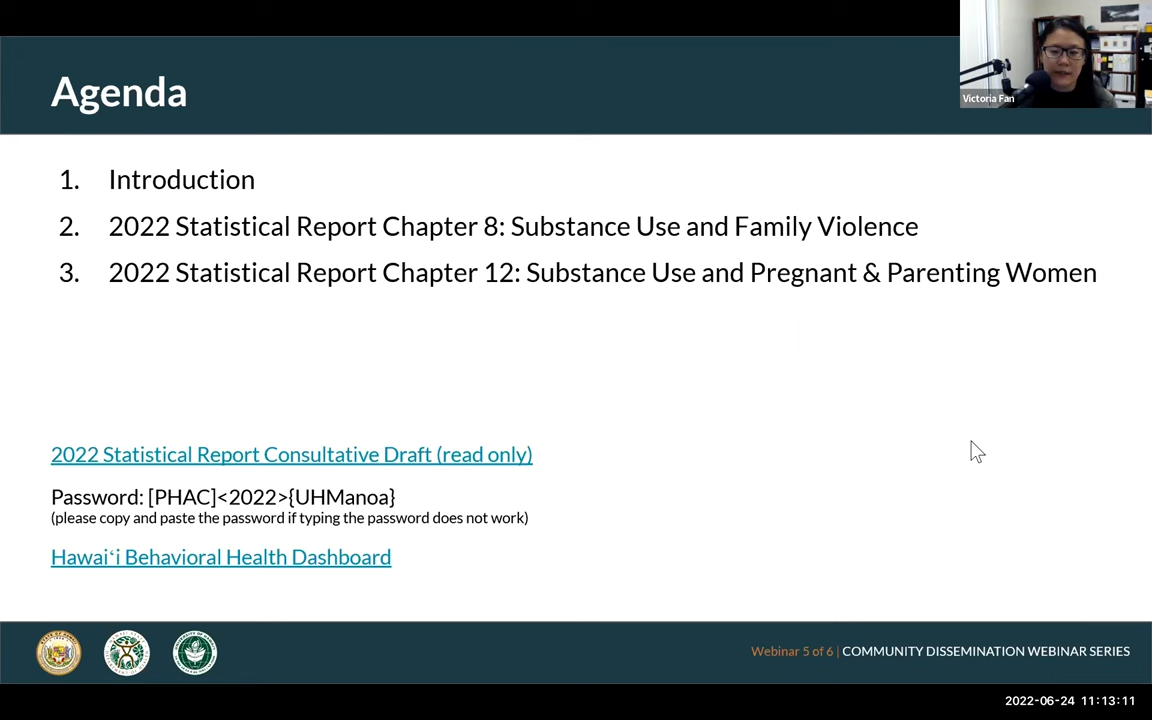 Agenda
Victoria Fan
1. Introduction
2. 2022 Statistical Report Chapter 8: Substance Use and Family Violence
3. 2022 Statistical Report Chapter 12: Substance Use and Pregnant & Parenting Women
2022 Statistical Report Consultative Draft (read only)
Password: [PHAC]<2022>{UHManoa}
(please copy and paste the password if typing the password does not work)
Hawaiʻi Behavioral Health Dashboard
Webinar 5 of 6 | COMMUNITY DISSEMINATION WEBINAR SERIES
2022-06-24 11:13:11